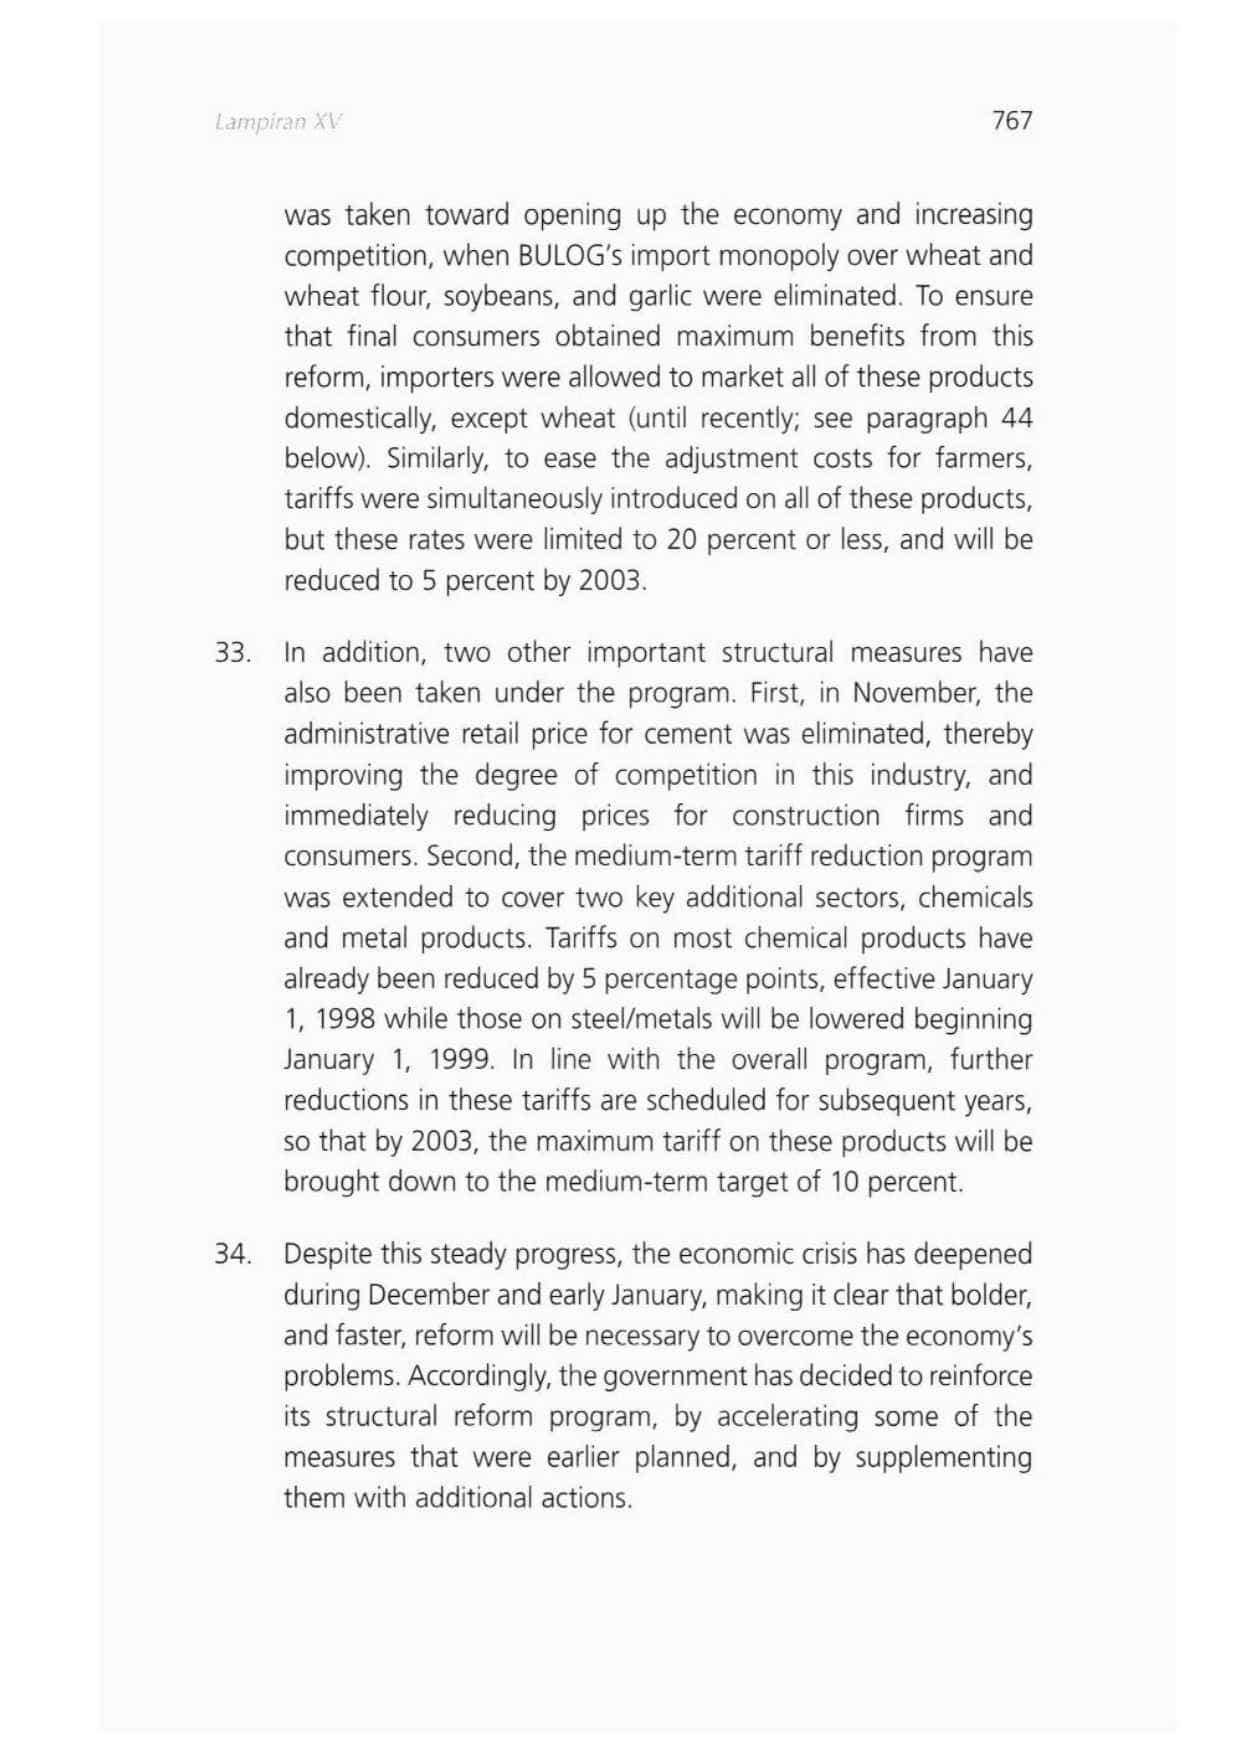 Lampiran XV
767
was taken toward opening up the economy and increasing
competition, when BULOG's import monopoly over wheat and
wheat flour, soybeans, and garlic were eliminated. To ensure
that final consumers obtained maximum benefits from this
reform, importers were allowed to market all of these products
domestically, except wheat (until recently; see paragraph 44
below). Similarly, to ease the adjustment costs for farmers,
tariffs were simultaneously introduced on all of these products,
but these rates were limited to 20 percent or less, and will be
reduced to 5 percent by 2003.
33. In addition, two other important structural measures have
also been taken under the program. First, in November, the
administrative retail price for cement was eliminated, thereby
improving the degree of competition in this industry, and
immediately reducing prices for construction firms and
consumers. Second, the medium-term tariff reduction program
was extended to cover two key additional sectors, chemicals
and metal products. Tariffs on most chemical products have
already been reduced by 5 percentage points, effective January
1, 1998 while those on steel/metals will be lowered beginning
January 1, 1999. In line with the overall program, further
reductions in these tariffs are scheduled for subsequent years,
so that by 2003, the maximum tariff on these products will be
brought down to the medium-term target of 10 percent.
34. Despite this steady progress, the economic crisis has deepened
during December and early January, making it clear that bolder,
and faster, reform will be necessary to overcome the economy's
problems. Accordingly, the government has decided to reinforce
its structural reform program, by accelerating some of the
measures that were earlier planned, and by supplementing
them with additional actions.